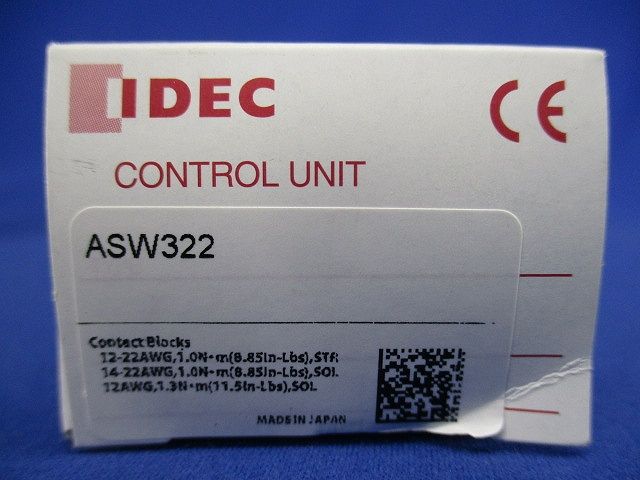 IDEC
CE
CONTROL UNIT
ASW322
Contact Blocks
12-22AWG,1.0N·m(8.85in-Lbs),STR
14-22AWG,1.0N·m(8.85in-Lbs),SOL
12AWG,1.3N·m(11.5in-Lbs),SOL
MADE IN JAPAN